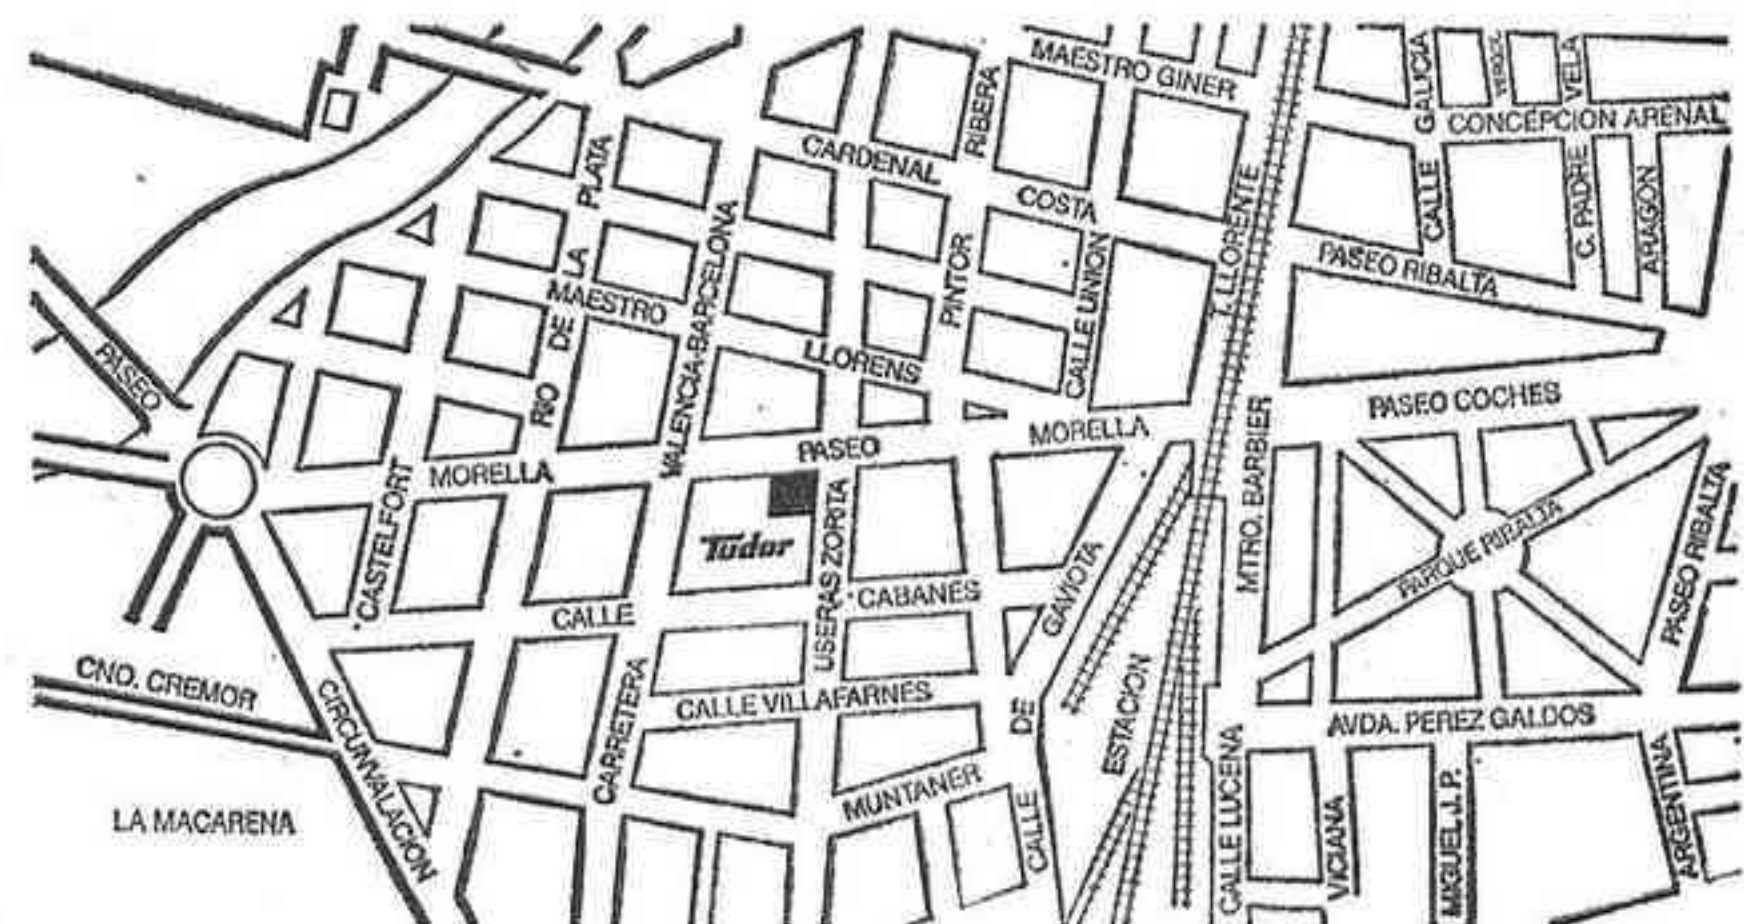 MAESTRO GINER
RIBERA
GALICIA
VELA
CONCEPCION ARENAL
CARDENAL
COSTA
PLATA
CALLE
C. PADRE
ARAGON
T. LLORENTE
PASEO RIBALTA
VALENCIA-BARCELONA
PINTOR
CALLE UNION
LA
DE
MAESTRO
LLORENS
RIO
PASEO
PASEO COCHES
MORELLA
PASEO
MORELLA
CASTELFORT
MTRO. BARBIER
PARQUE RIBALTA
PASEO RIBALTA
Tudor
USERAS ZORITA
GAVIOTA
CALLE
CABANES
CNO. CREMOR
CIRCUNVALACION
CARRETERA
CALLE VILLAFARNES
DE
ESTACION
AVDA. PEREZ GALDOS
MUNTANER
CALLE
CALLE LUCENA
VICIANA
MIGUEL J.P.
ARGENTINA
LA MACARENA